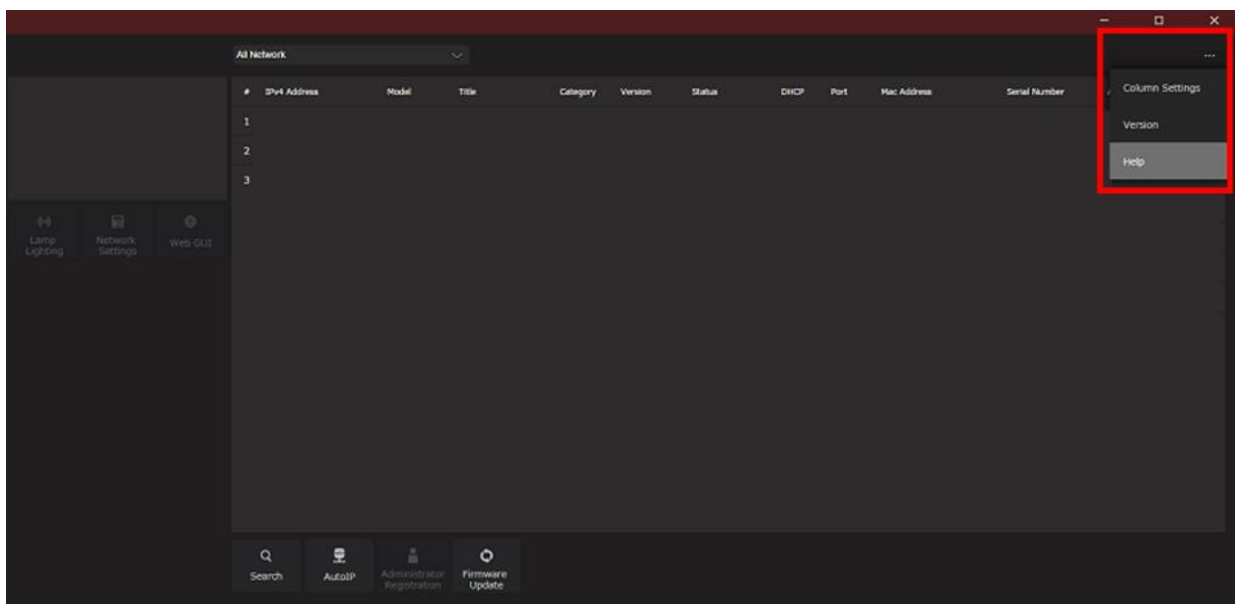 All Network
...
# IPv4 Address Model Title Category Version Status DHCP Port Mac Address Serial Number
Column Settings
1
Version
2
Help
3
Lamp Lighting
Network Settings
Web GUI
Search
AutoIP
Administrator Registration
Firmware Update